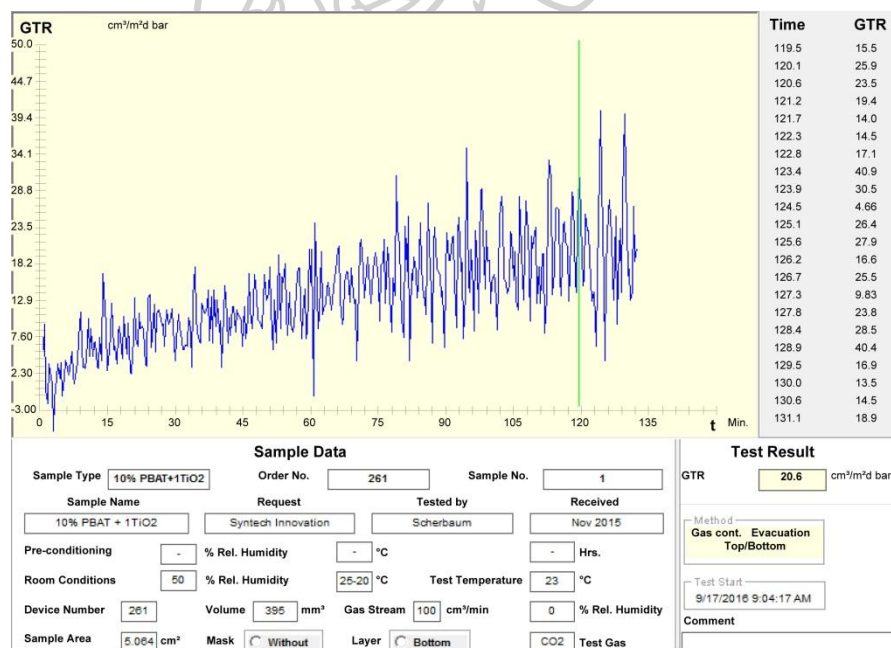 GTR cm³/m²d bar
50.0
44.7
39.4
34.1
28.8
23.5
18.2
12.9
7.60
2.30
-3.00
0 15 30 45 60 75 90 105 120 135 t Min.
Time GTR
119.5 15.5
120.1 25.9
120.6 23.5
121.2 19.4
121.7 14.0
122.3 14.5
122.8 17.1
123.4 40.9
123.9 30.5
124.5 4.66
125.1 26.4
125.6 27.9
126.2 16.6
126.7 25.5
127.3 9.83
127.8 23.8
128.4 28.5
128.9 40.4
129.5 16.9
130.0 13.5
130.6 14.5
131.1 18.9
Sample Data
Sample Type 10% PBAT+1TiO2 Order No. 261 Sample No. 1
Sample Name Request Tested by Received
10% PBAT + 1TiO2 Syntech Innovation Scherbaum Nov 2015
Pre-conditioning - % Rel. Humidity - °C - Hrs.
Room Conditions 50 % Rel. Humidity 25-20 °C Test Temperature 23 °C
Device Number 261 Volume 395 mm³ Gas Stream 100 cm³/min 0 % Rel. Humidity
Sample Area 5.064 cm² Mask Without Layer Bottom CO2 Test Gas
Test Result
GTR 20.6 cm³/m²d bar
Method
Gas cont. Evacuation
Top/Bottom
Test Start
9/17/2016 9:04:17 AM
Comment